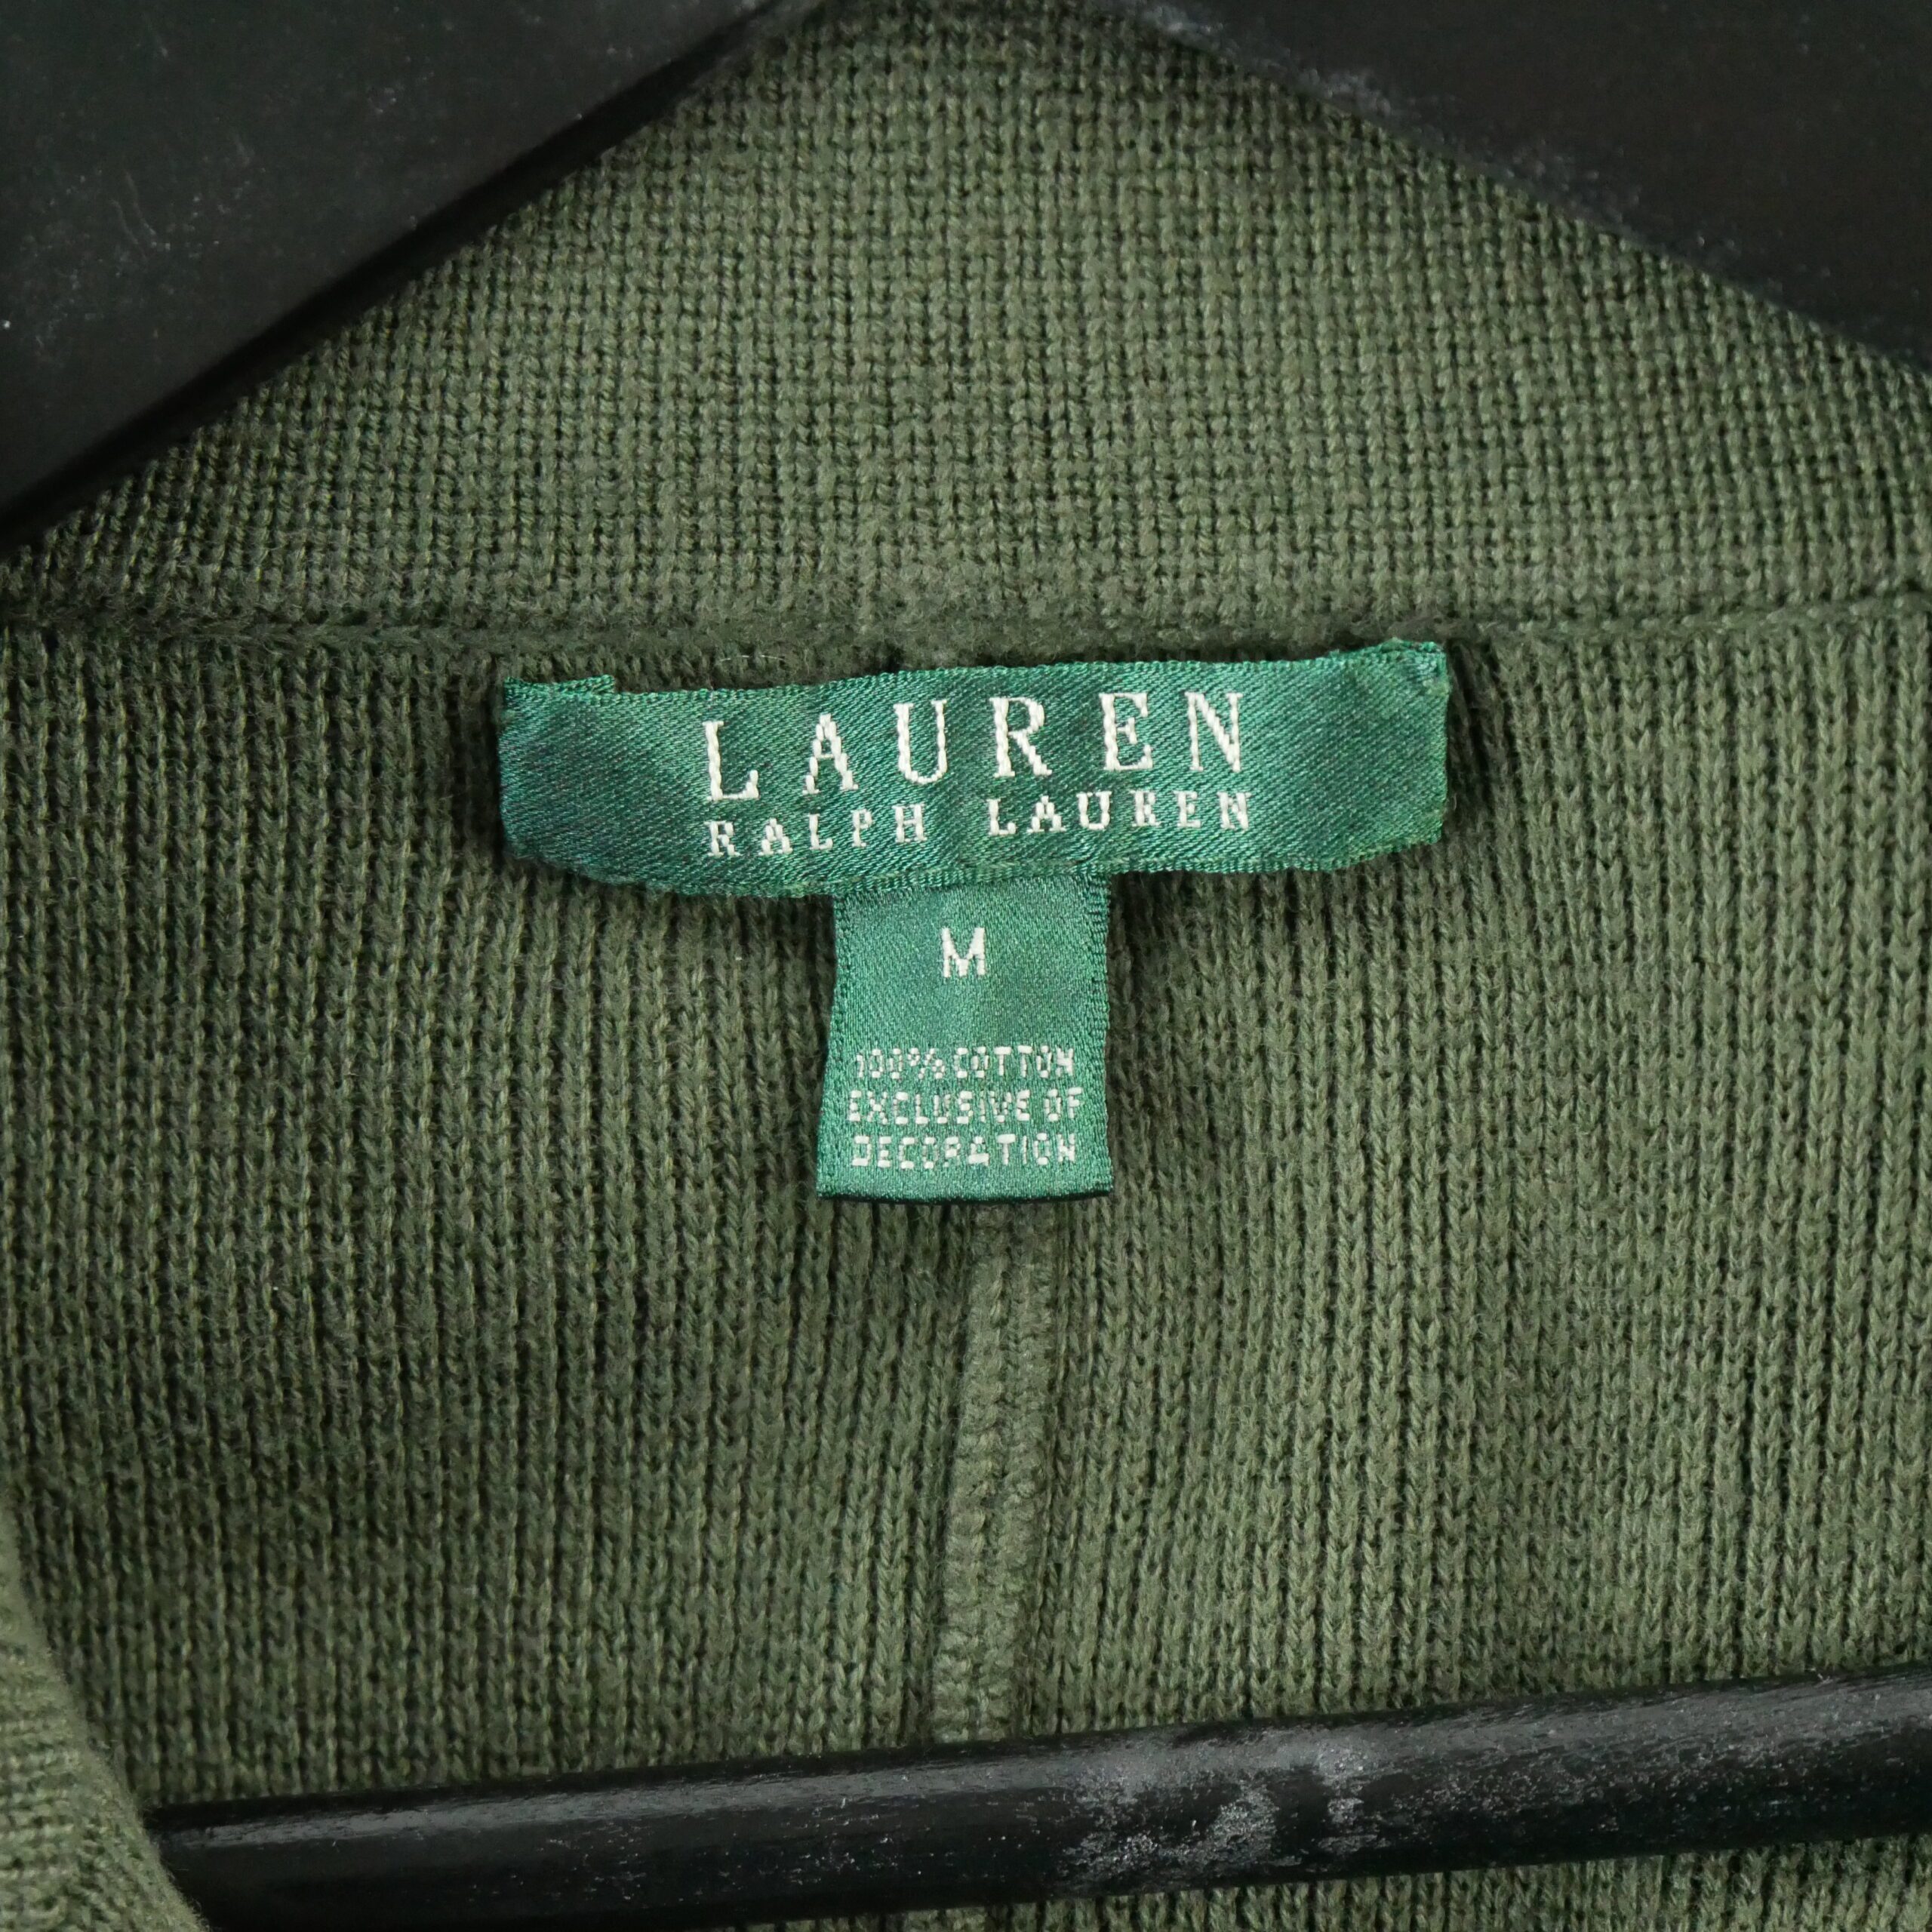 LAUREN
RALPH LAUREN
M
100% COTTON
EXCLUSIVE OF
DECORATION